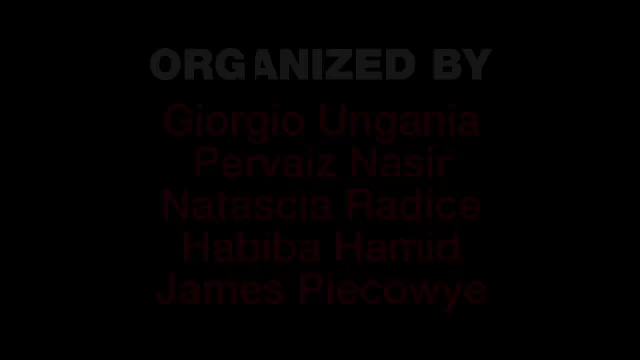 ORGANIZED BY
Giorgio Ungania
Pervaiz Nasir
Natascia Radice
Habiba Hamid
James Piecowye